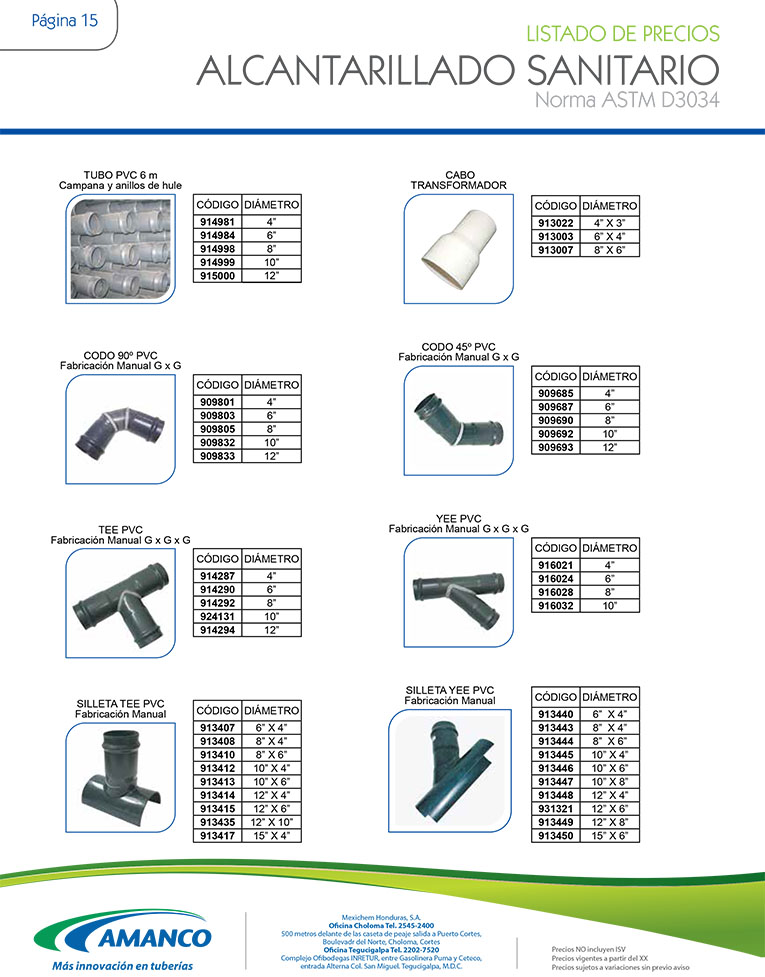 Página 15
LISTADO DE PRECIOS
ALCANTARILLADO SANITARIO
Norma ASTM D3034
TUBO PVC 6 m
Campana y anillos de hule
CÓDIGO DIÁMETRO
914981 4"
914984 6"
914998 8"
914999 10"
915000 12"
CABO
TRANSFORMADOR
CÓDIGO DIÁMETRO
913022 4" X 3"
913003 6" X 4"
913007 8" X 6"
CODO 90º PVC
Fabricación Manual G x G
CÓDIGO DIÁMETRO
909801 4"
909803 6"
909805 8"
909832 10"
909833 12"
CODO 45º PVC
Fabricación Manual G x G
CÓDIGO DIÁMETRO
909685 4"
909687 6"
909690 8"
909692 10"
909693 12"
TEE PVC
Fabricación Manual G x G x G
CÓDIGO DIÁMETRO
914287 4"
914290 6"
914292 8"
924131 10"
914294 12"
YEE PVC
Fabricación Manual G x G x G
CÓDIGO DIÁMETRO
916021 4"
916024 6"
916028 8"
916032 10"
SILLETA TEE PVC
Fabricación Manual
CÓDIGO DIÁMETRO
913407 6" X 4"
913408 8" X 4"
913410 8" X 6"
913412 10" X 4"
913413 10" X 6"
913414 12" X 4"
913415 12" X 6"
913435 12" X 10"
913417 15" X 4"
SILLETA YEE PVC
Fabricación Manual
CÓDIGO DIÁMETRO
913440 6" X 4"
913443 8" X 4"
913444 8" X 6"
913445 10" X 4"
913446 10" X 6"
913447 10" X 8"
913448 12" X 4"
931321 12" X 6"
913449 12" X 8"
913450 15" X 6"
AMANCO
Más innovación en tuberías
Mexichem Honduras, S.A.
Oficina Choloma Tel. 2545-2400
500 metros delante de las caseta de peaje salida a Puerto Cortes,
Boulevadr del Norte, Choloma, Cortes
Oficina Tegucigalpa Tel. 2202-7520
Complejo Ofibodegas INRETUR, entre Gasolinera Puma y Ceteco,
entrada Alterna Col. San Miguel. Tegucigalpa, M.D.C.
Precios NO incluyen ISV
Precios vigentes a partir del XX
Precios sujetos a variaciones sin previo aviso